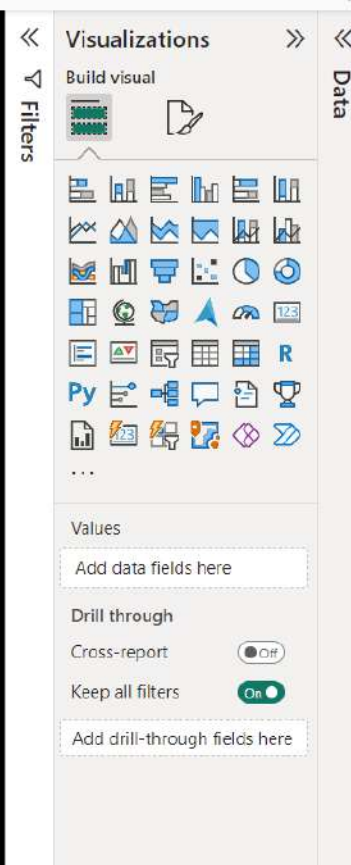 Visualizations
Build visual
Filters
Data
123
R
Py
123
...
Values
Add data fields here
Drill through
Cross-report
Off
Keep all filters
On
Add drill-through fields here